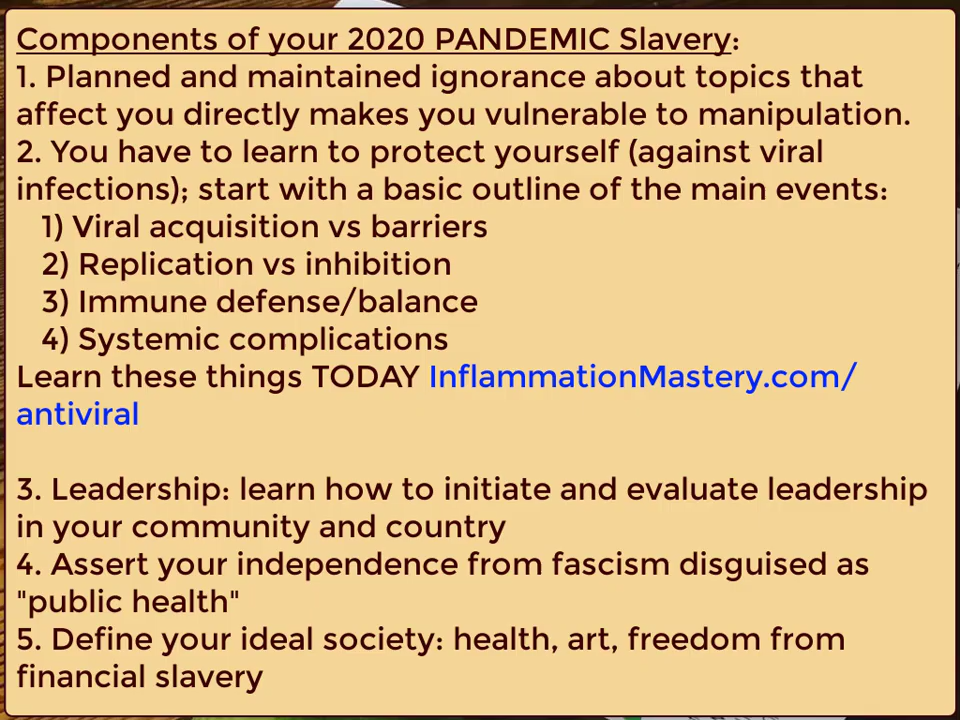 Components of your 2020 PANDEMIC Slavery:
1. Planned and maintained ignorance about topics that
affect you directly makes you vulnerable to manipulation.
2. You have to learn to protect yourself (against viral
infections); start with a basic outline of the main events:
1) Viral acquisition vs barriers
2) Replication vs inhibition
3) Immune defense/balance
4) Systemic complications
Learn these things TODAY InflammationMastery.com/
antiviral
3. Leadership: learn how to initiate and evaluate leadership
in your community and country
4. Assert your independence from fascism disguised as
"public health"
5. Define your ideal society: health, art, freedom from
financial slavery